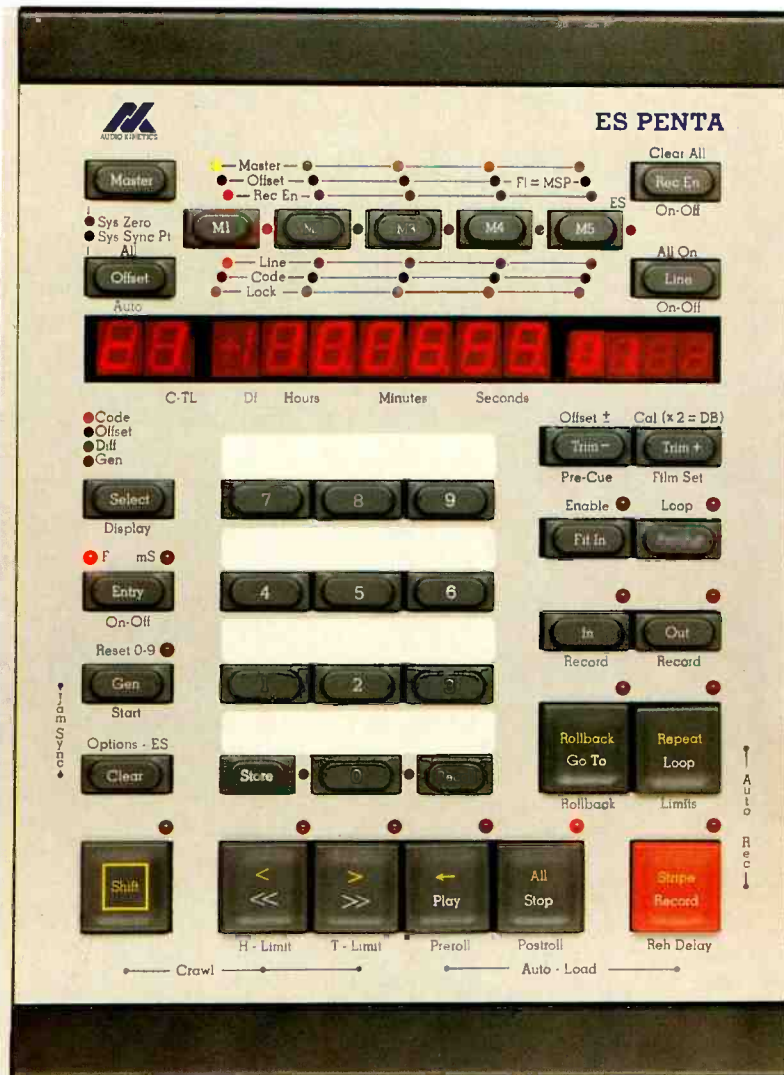 AUDIO KINETICS
ES PENTA
Clear All
Master
Master
Offset
Rec En
FI = MSP
Rec En
On-Off
ES
Sys Zero
Sys Sync Pt
All
M1
M3
M4
M5
All On
Offset
Line
Code
Lock
Line
Auto
On-Off
C-TL Df Hours Minutes Seconds
Code
Offset
Diff
Gen
Offset ± Cal (x 2 = DB)
Trim - Trim +
Pre-Cue Film Set
Select
Display
7 8 9
Enable Loop
Fit In
F mS
Entry
On-Off
4 5 6
In Out
Record Record
Reset 0-9
Gen
Start
1 2 3
Jam Sync
Rollback Repeat
Go To Loop
Rollback Limits
Options - ES
Clear
Store 0
Auto Rec
Shift
< > ← All Stripe
<< >> Play Stop Record
H - Limit T - Limit Preroll Postroll Reh Delay
Crawl Auto - Load